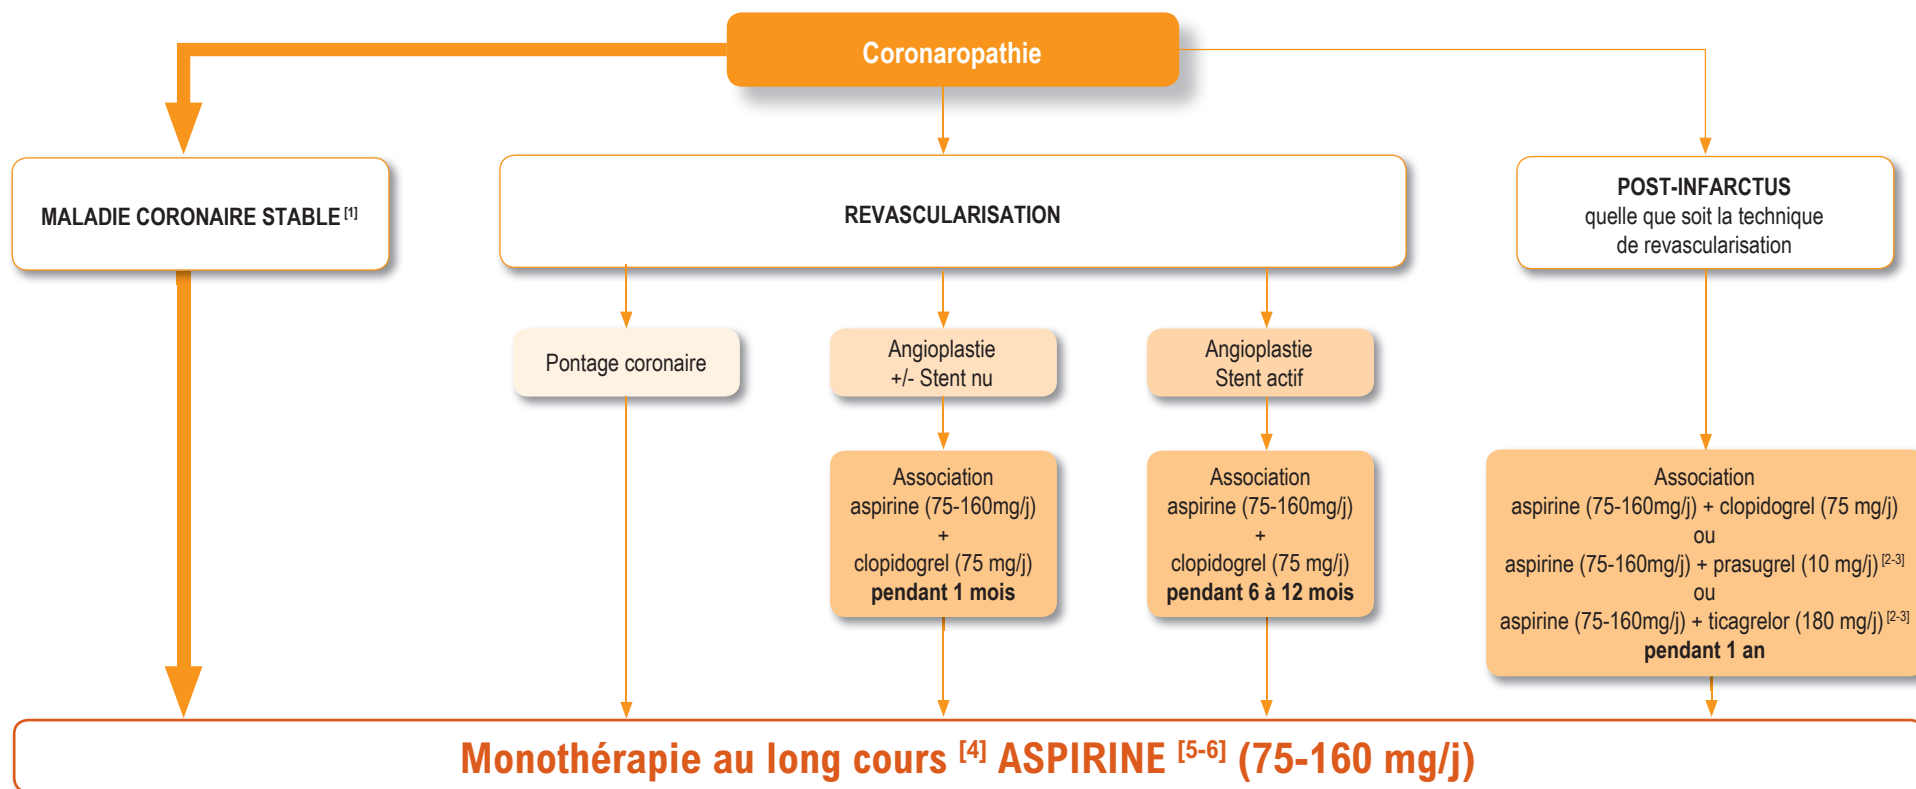 Coronaropathie
MALADIE CORONAIRE STABLE [1]
REVASCULARISATION
POST-INFARCTUS
quelle que soit la technique
de revascularisation
Pontage coronaire
Angioplastie
+/- Stent nu
Angioplastie
Stent actif
Association
aspirine (75-160mg/j)
+
clopidogrel (75 mg/j)
pendant 1 mois
Association
aspirine (75-160mg/j)
+
clopidogrel (75 mg/j)
pendant 6 à 12 mois
Association
aspirine (75-160mg/j) + clopidogrel (75 mg/j)
ou
aspirine (75-160mg/j) + prasugrel (10 mg/j) [2-3]
ou
aspirine (75-160mg/j) + ticagrelor (180 mg/j) [2-3]
pendant 1 an
Monothérapie au long cours [4] ASPIRINE [5-6] (75-160 mg/j)